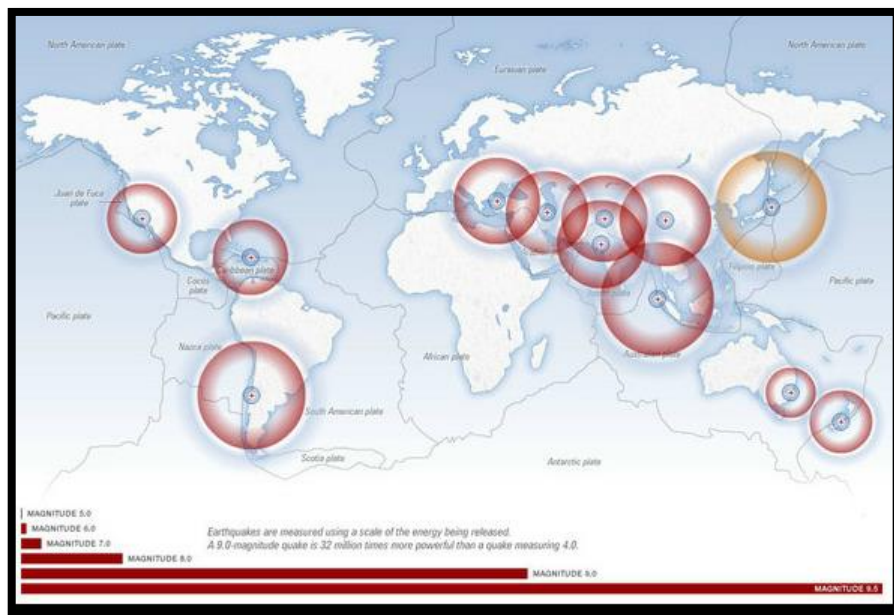 North American plate
North American plate
Eurasian plate
Juan de Fuca
plate
Caribbean plate
Cocos
plate
Filipino plate
Pacific plate
Pacific plate
Nazca plate
African plate
Australian plate
South American plate
Scotia plate
Antarctic plate
MAGNITUDE 5.0
MAGNITUDE 6.0
MAGNITUDE 7.0
MAGNITUDE 8.0
MAGNITUDE 9.0
MAGNITUDE 9.5
Earthquakes are measured using a scale of the energy being released.
A 9.0-magnitude quake is 32 million times more powerful than a quake measuring 4.0.